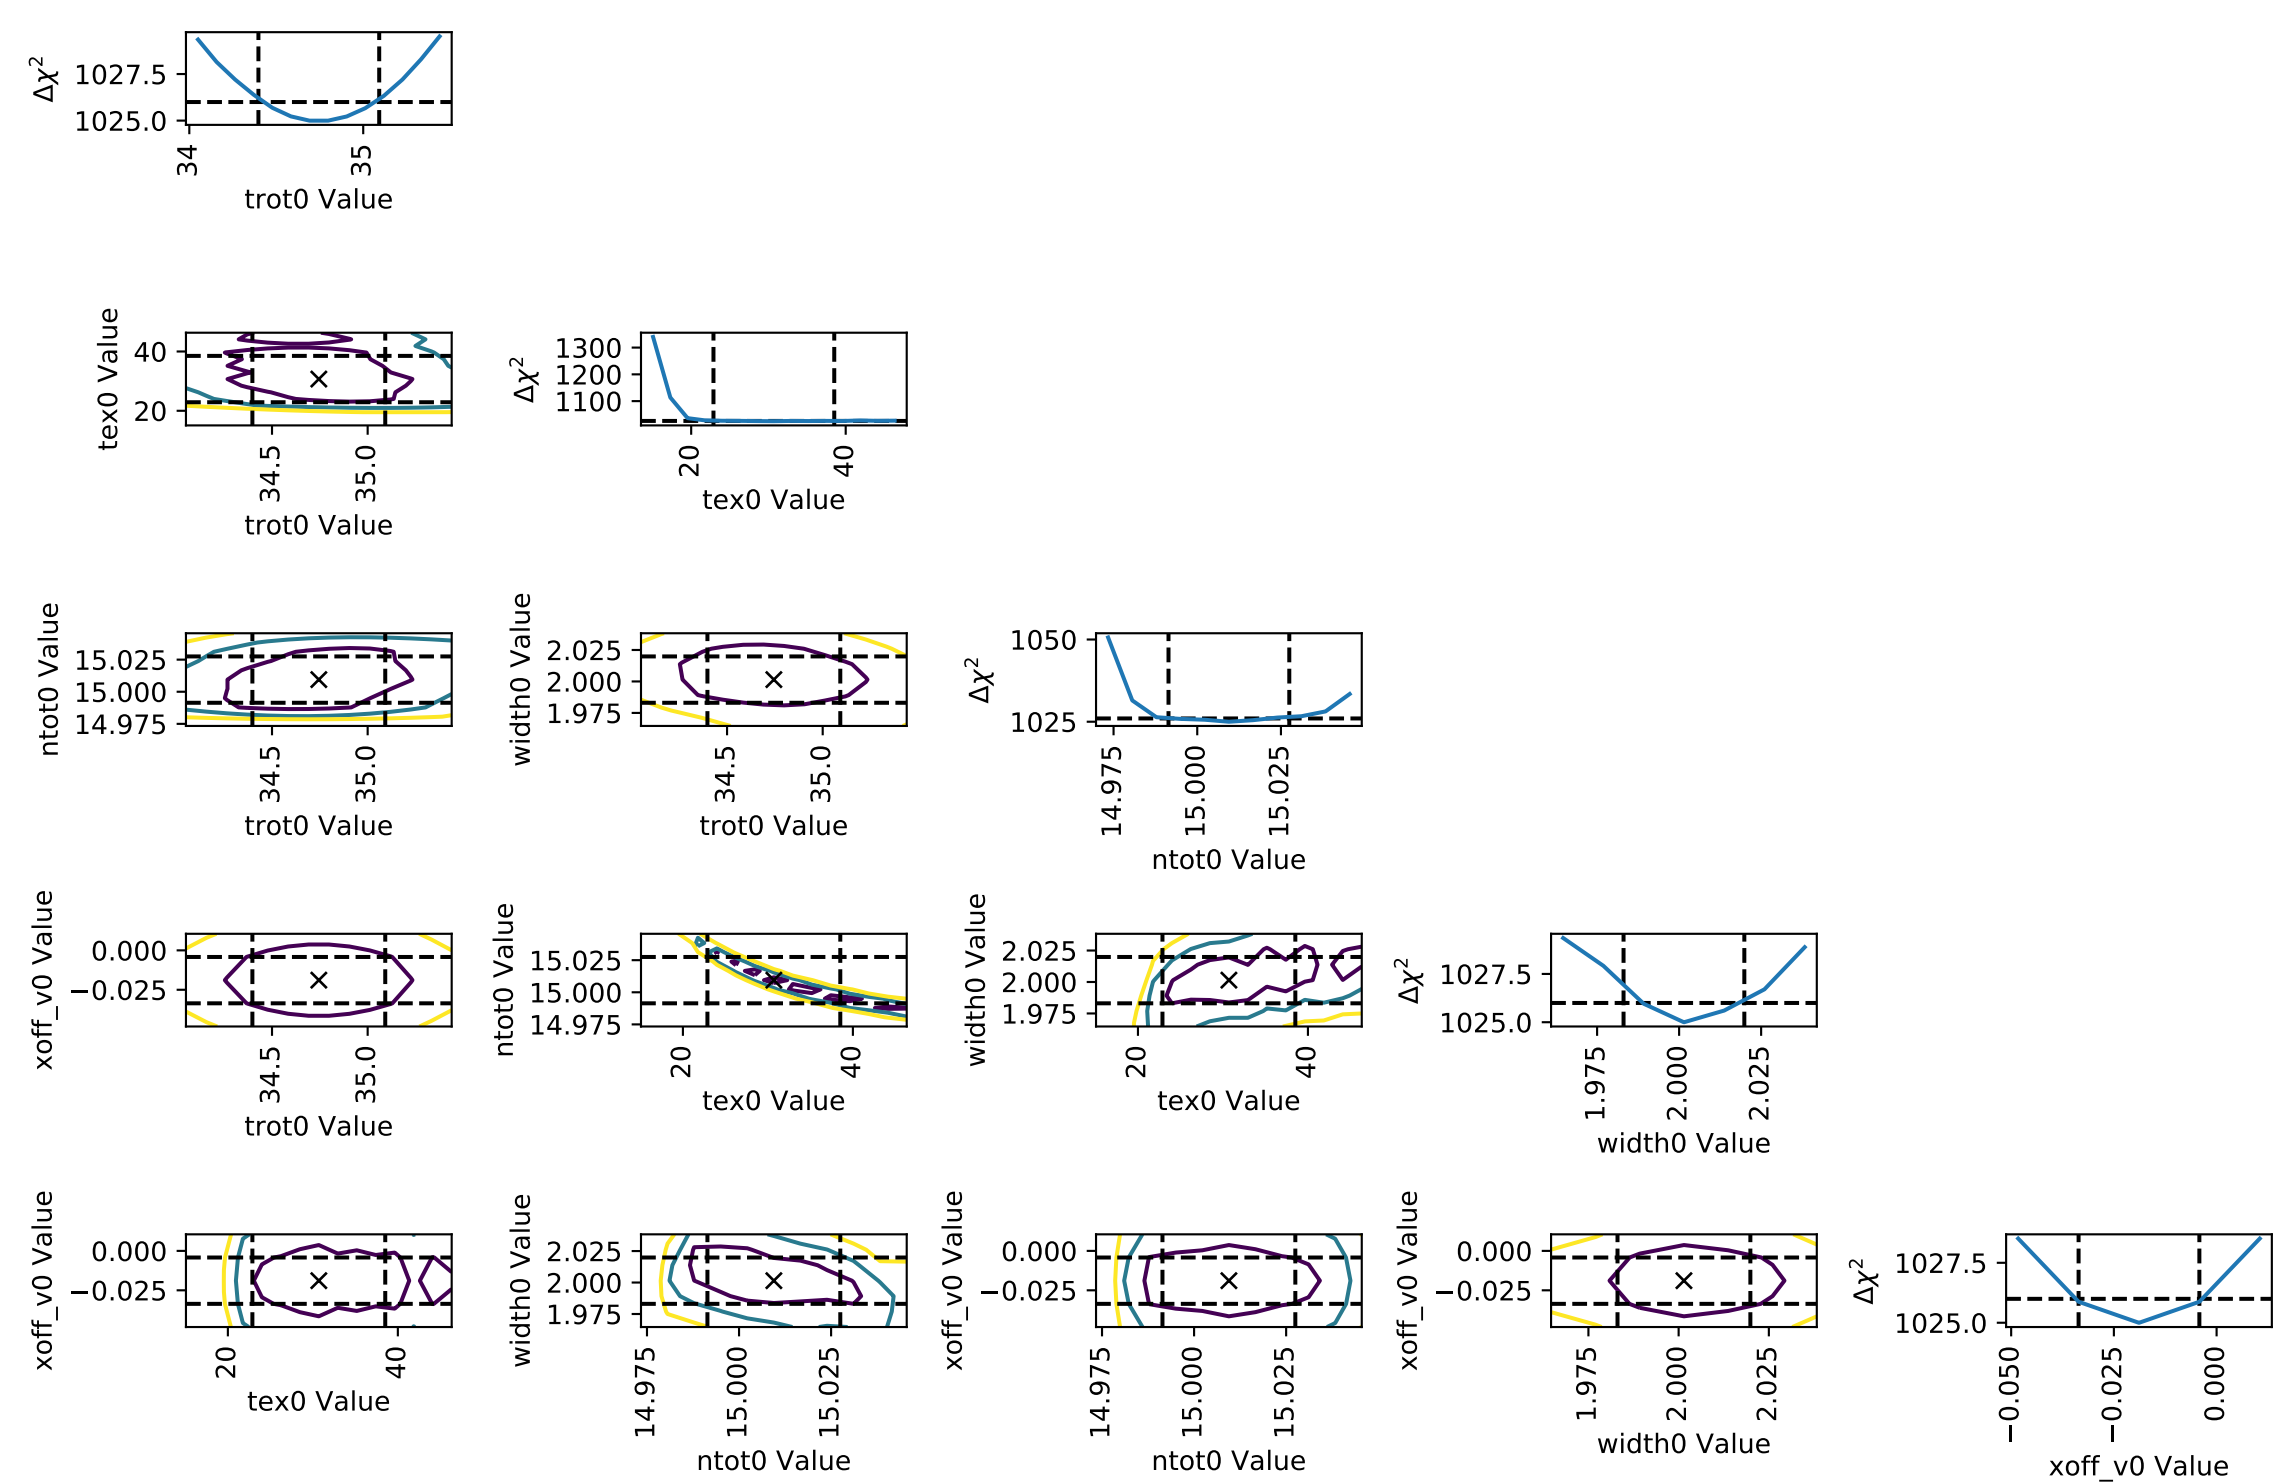 Δχ²
1027.5
1025.0
34
35
trot0 Value
tex0 Value
40
20
34.5
35.0
trot0 Value
Δχ²
1300
1200
1100
20
40
tex0 Value
ntot0 Value
15.025
15.000
14.975
34.5
35.0
trot0 Value
width0 Value
2.025
2.000
1.975
34.5
35.0
trot0 Value
Δχ²
1050
1025
14.975
15.000
15.025
ntot0 Value
xoff_v0 Value
0.000
−0.025
34.5
35.0
trot0 Value
ntot0 Value
15.025
15.000
14.975
20
40
tex0 Value
width0 Value
2.025
2.000
1.975
20
40
tex0 Value
Δχ²
1027.5
1025.0
1.975
2.000
2.025
width0 Value
xoff_v0 Value
0.000
−0.025
20
40
tex0 Value
width0 Value
2.025
2.000
1.975
14.975
15.000
15.025
ntot0 Value
xoff_v0 Value
0.000
−0.025
14.975
15.000
15.025
ntot0 Value
xoff_v0 Value
0.000
−0.025
1.975
2.000
2.025
width0 Value
Δχ²
1027.5
1025.0
−0.050
−0.025
0.000
xoff_v0 Value